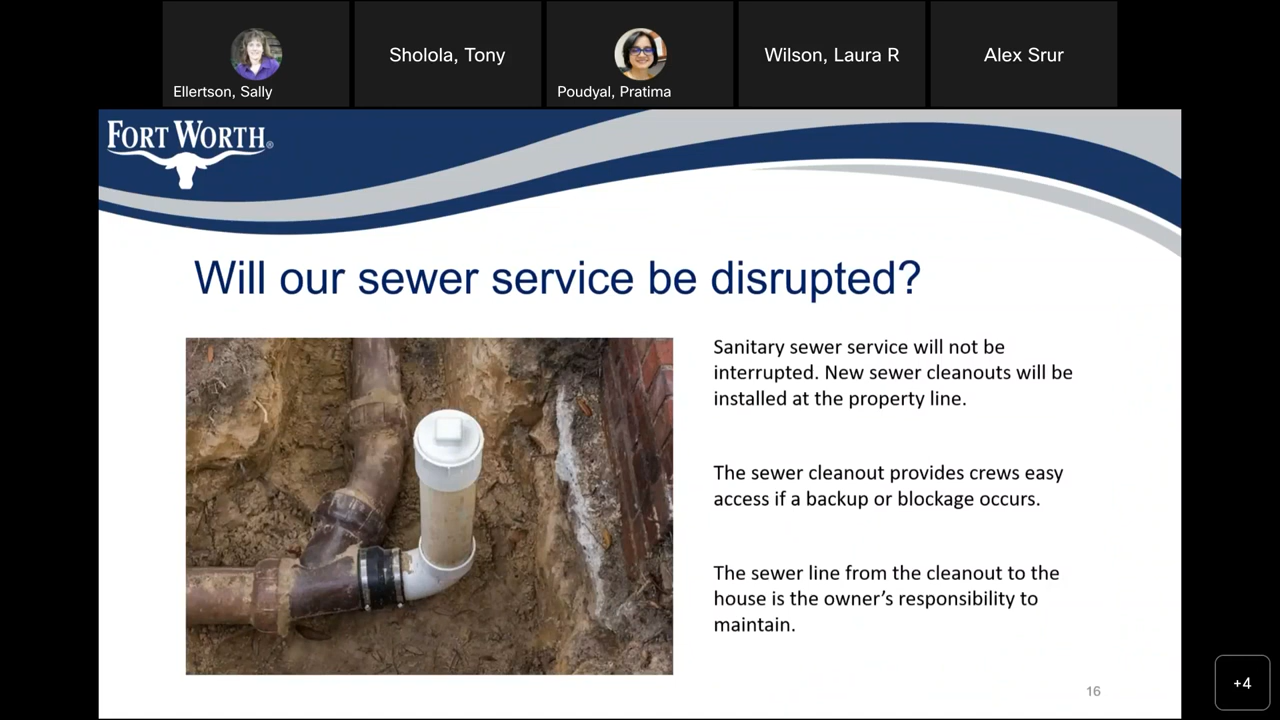 Ellertson, Sally
Sholola, Tony
Poudyal, Pratima
Wilson, Laura R
Alex Srur
FORT WORTH®
Will our sewer service be disrupted?
Sanitary sewer service will not be
interrupted. New sewer cleanouts will be
installed at the property line.
The sewer cleanout provides crews easy
access if a backup or blockage occurs.
The sewer line from the cleanout to the
house is the owner’s responsibility to
maintain.
16
+4